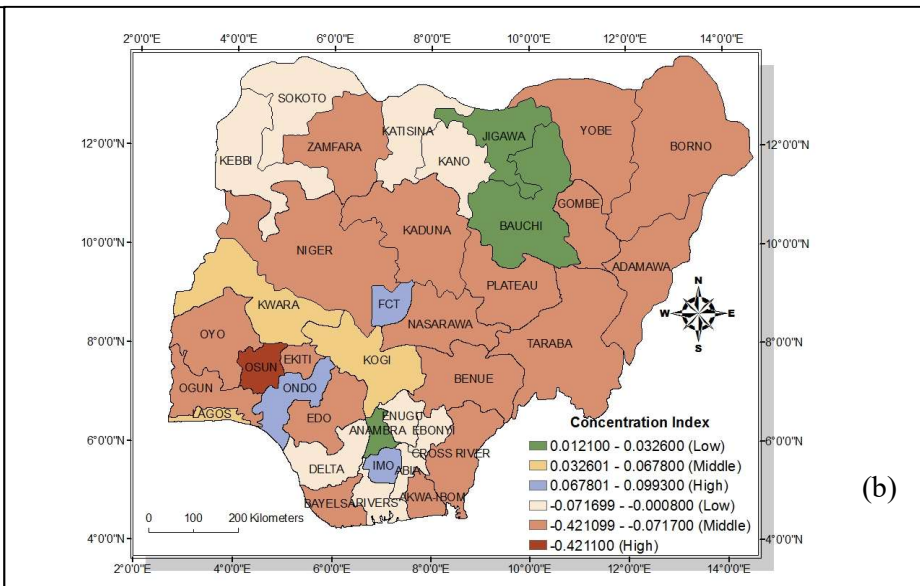 2°0'0"E 4°0'0"E 6°0'0"E 8°0'0"E 10°0'0"E 12°0'0"E 14°0'0"E
SOKOTO
KATISINA
JIGAWA
YOBE
12°0'0"N
ZAMFARA
BORNO
12°0'0"N
KEBBI
KANO
GOMBE
BAUCHI
KADUNA
10°0'0"N
NIGER
10°0'0"N
ADAMAWA
PLATEAU
N
KWARA
FCT
W E
NASARAWA
S
OYO
TARABA
8°0'0"N
8°0'0"N
OSUN
EKITI
KOGI
BENUE
OGUN
ONDO
LAGOS
EDO
ENUGU
Concentration Index
ANAMBRA
EBONYI
0.012100 - 0.032600 (Low)
6°0'0"N
6°0'0"N
CROSS RIVER
0.032601 - 0.067800 (Middle)
DELTA
IMO
ABIA
0.067801 - 0.099300 (High)
(b)
BAYELSA
RIVERS
AKWA-IBOM
-0.071699 - -0.000800 (Low)
0 100 200 Kilometers
-0.421099 - -0.071700 (Middle)
4°0'0"N
-0.421100 (High)
4°0'0"N
2°0'0"E 4°0'0"E 6°0'0"E 8°0'0"E 10°0'0"E 12°0'0"E 14°0'0"E